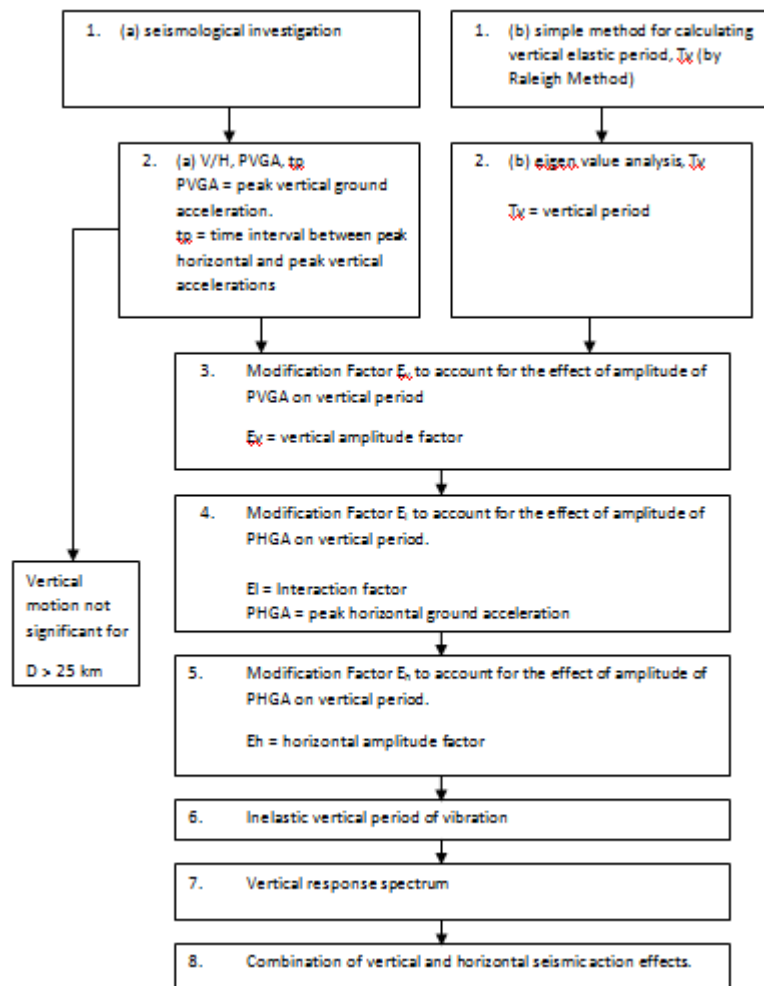 1. (a) seismological investigation
1. (b) simple method for calculating
vertical elastic period, Tv (by
Raleigh Method)
2. (a) V/H, PVGA, tp
PVGA = peak vertical ground
acceleration.
tp = time interval between peak
horizontal and peak vertical
accelerations
2. (b) eigen value analysis, Tv
Tv = vertical period
3. Modification Factor Ev to account for the effect of amplitude of
PVGA on vertical period
Ev = vertical amplitude factor
4. Modification Factor Ei to account for the effect of amplitude of
PHGA on vertical period.
EI = Interaction factor
PHGA = peak horizontal ground acceleration
Vertical
motion not
significant for
D > 25 km
5. Modification Factor Eh to account for the effect of amplitude of
PHGA on vertical period.
Eh = horizontal amplitude factor
6. Inelastic vertical period of vibration
7. Vertical response spectrum
8. Combination of vertical and horizontal seismic action effects.